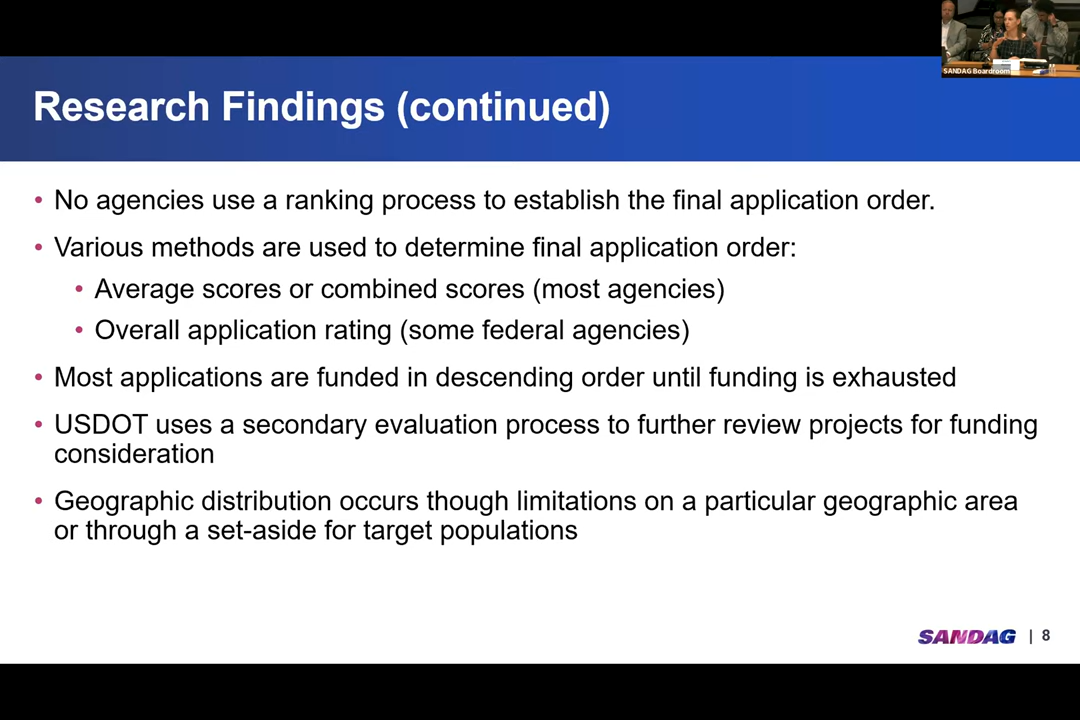 SANDAG Boardroom
Research Findings (continued)
• No agencies use a ranking process to establish the final application order.
• Various methods are used to determine final application order:
• Average scores or combined scores (most agencies)
• Overall application rating (some federal agencies)
• Most applications are funded in descending order until funding is exhausted
• USDOT uses a secondary evaluation process to further review projects for funding
consideration
• Geographic distribution occurs though limitations on a particular geographic area
or through a set-aside for target populations
SANDAG | 8